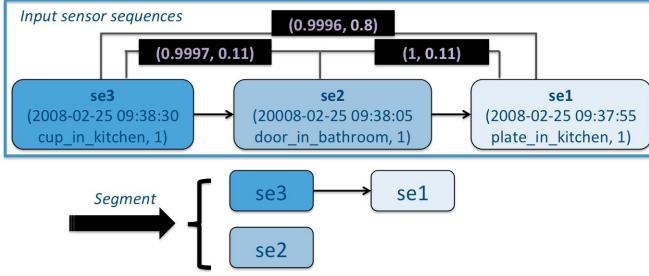 Input sensor sequences
(0.9996, 0.8)
(0.9997, 0.11)
(1, 0.11)
se3
(2008-02-25 09:38:30
cup_in_kitchen, 1)
se2
(20008-02-25 09:38:05
door_in_bathroom, 1)
se1
(2008-02-25 09:37:55
plate_in_kitchen, 1)
Segment
se3
se1
se2